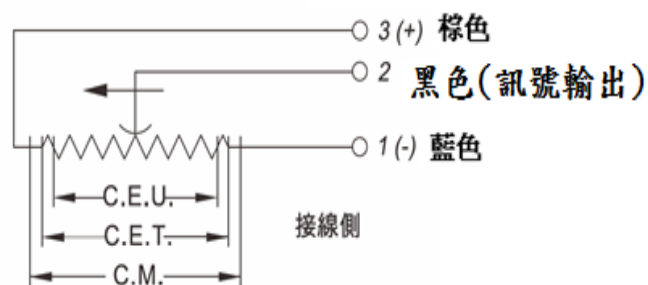 3 (+) 棕色
2 黑色(訊號輸出)
1 (-) 藍色
C.E.U.
接線側
C.E.T.
C.M.